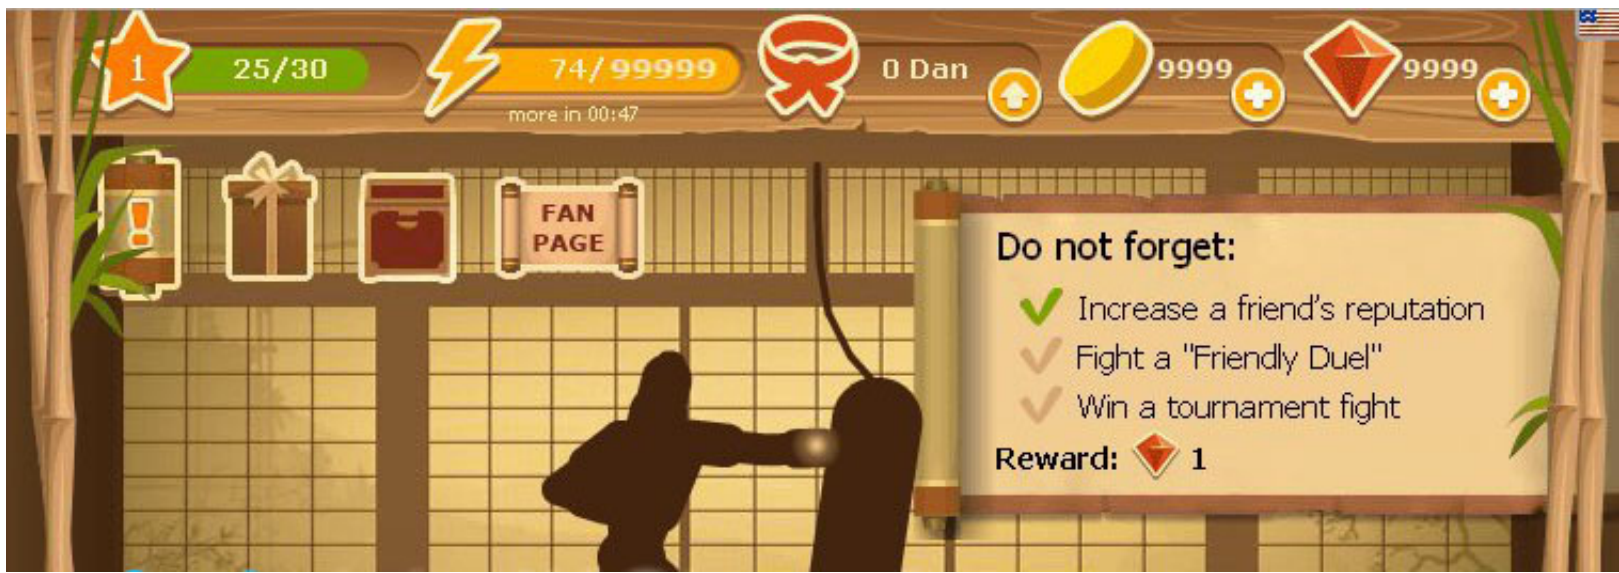 1
25/30
74/99999
0 Dan
9999
9999
more in 00:47
FAN
PAGE
Do not forget:
Increase a friend's reputation
Fight a "Friendly Duel"
Win a tournament fight
Reward: 1